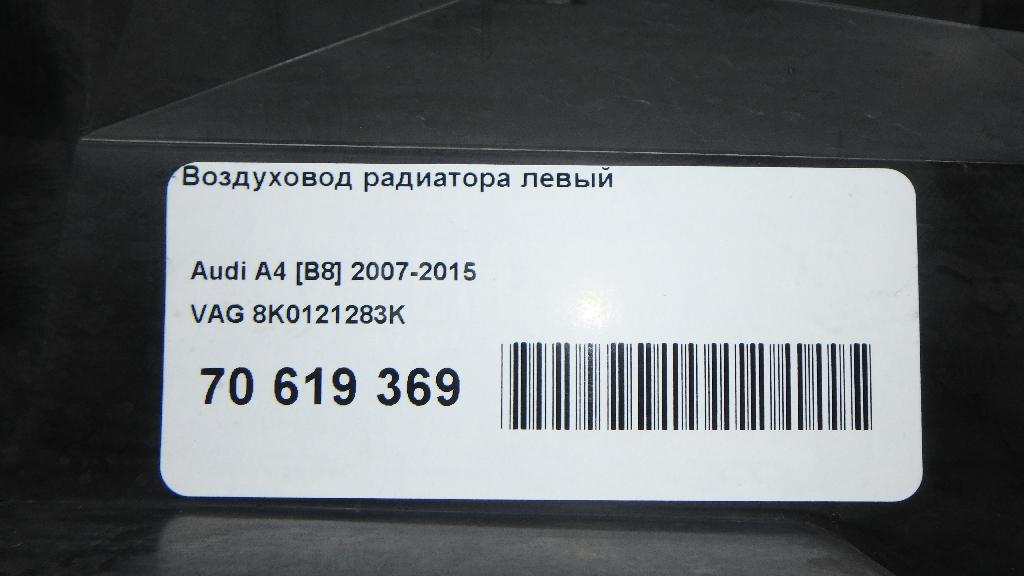 Воздуховод радиатора левый
Audi A4 [B8] 2007-2015
VAG 8K0121283K
70 619 369